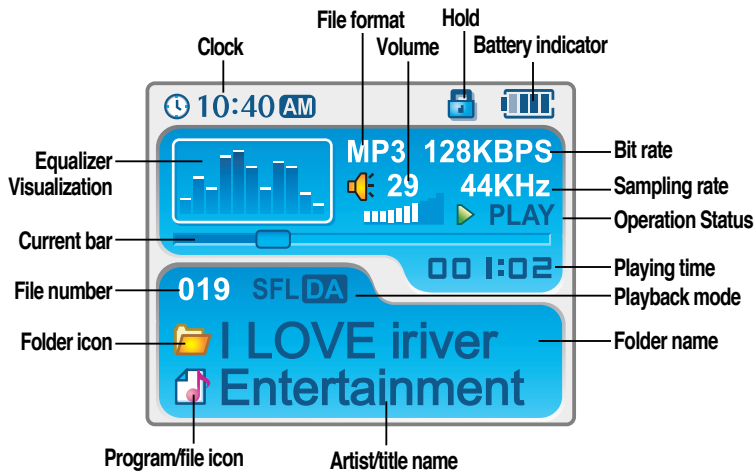 File format
Hold
Clock
Volume
Battery indicator
10:40 AM
MP3 128KBPS
Bit rate
Equalizer
Visualization
29 44KHz
Sampling rate
PLAY
Operation Status
Current bar
00 1:02
Playing time
File number
019 SFL DA
Playback mode
Folder icon
I LOVE iriver
Folder name
Entertainment
Program/file icon
Artist/title name